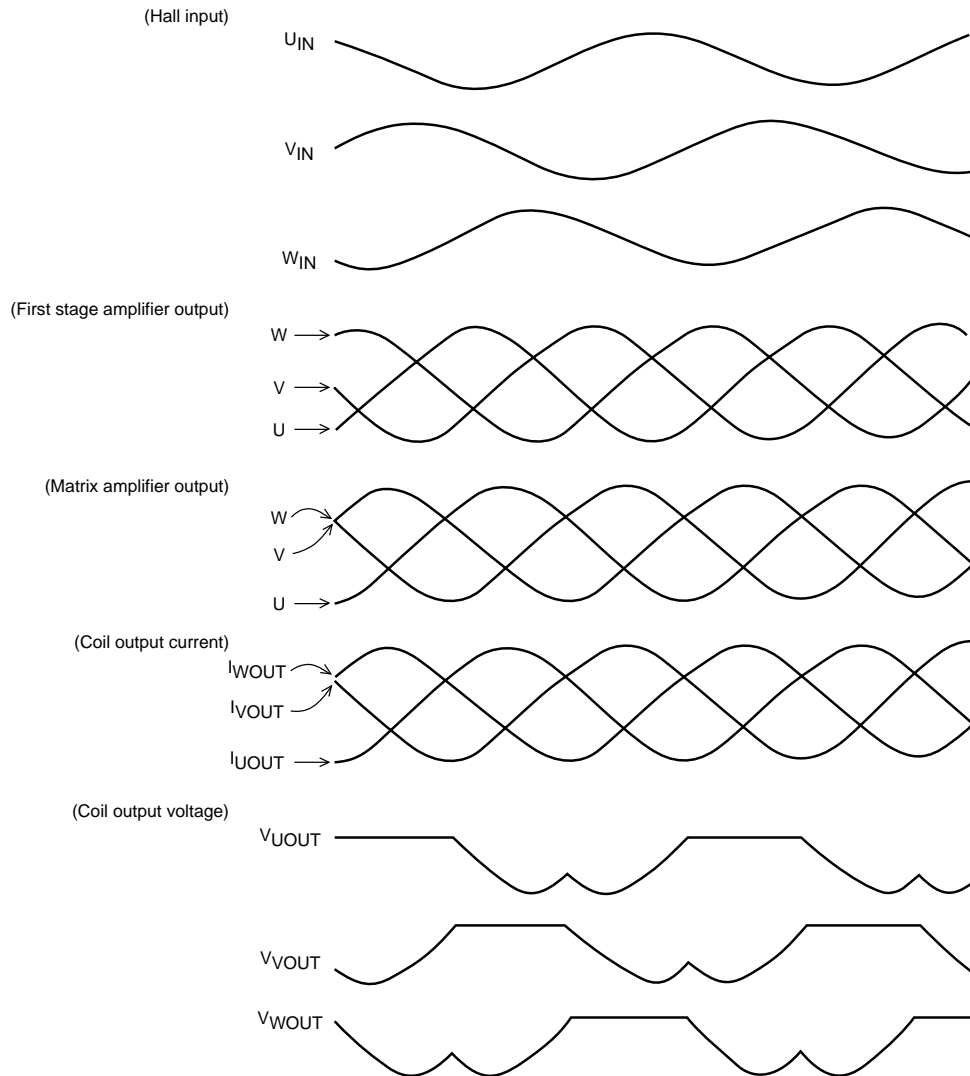 (Hall input)
UIN
VIN
WIN
(First stage amplifier output)
W
V
U
(Matrix amplifier output)
W
V
U
(Coil output current)
IWOUT
IVOUT
IUOUT
(Coil output voltage)
VUOUT
VVOUT
VWOUT